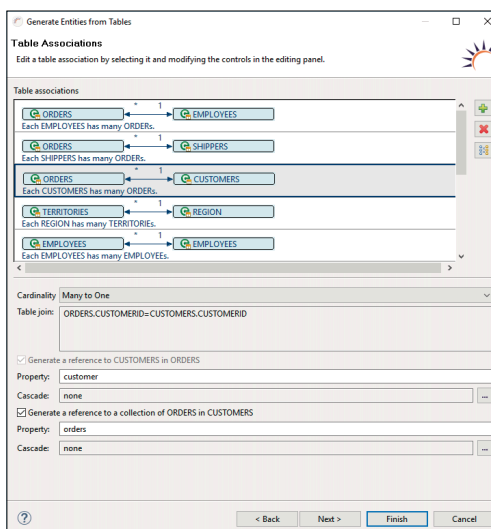 Generate Entities from Tables
Table Associations
Edit a table association by selecting it and modifying the controls in the editing panel.
Table associations
ORDERS * 1 EMPLOYEES
Each EMPLOYEES has many ORDERs.
ORDERS * 1 SHIPPERS
Each SHIPPERS has many ORDERs.
ORDERS * 1 CUSTOMERS
Each CUSTOMERS has many ORDERs.
TERRITORIES * 1 REGION
Each REGION has many TERRITORIEs.
EMPLOYEES * 1 EMPLOYEES
Each EMPLOYEES has many EMPLOYEEs.
Cardinality Many to One
Table join: ORDERS.CUSTOMERID=CUSTOMERS.CUSTOMERID
Generate a reference to CUSTOMERS in ORDERS
Property: customer
Cascade: none ...
Generate a reference to a collection of ORDERS in CUSTOMERS
Property: orders
Cascade: none ...
? < Back Next > Finish Cancel